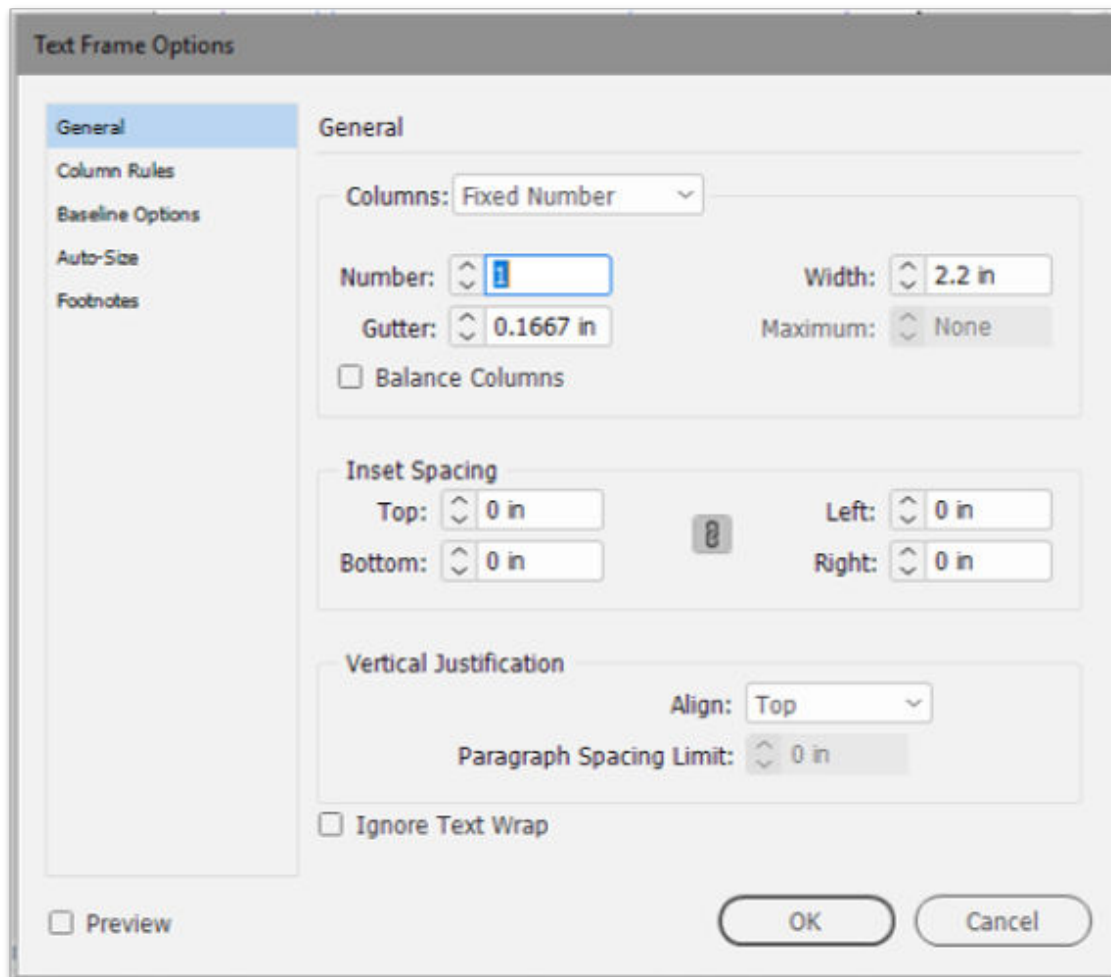 Text Frame Options
General
Column Rules
Baseline Options
Auto-Size
Footnotes
General
Columns: Fixed Number
Number: 1 Width: 2.2 in
Gutter: 0.1667 in Maximum: None
Balance Columns
Inset Spacing
Top: 0 in Left: 0 in
Bottom: 0 in Right: 0 in
Vertical Justification
Align: Top
Paragraph Spacing Limit: 0 in
Ignore Text Wrap
Preview OK Cancel